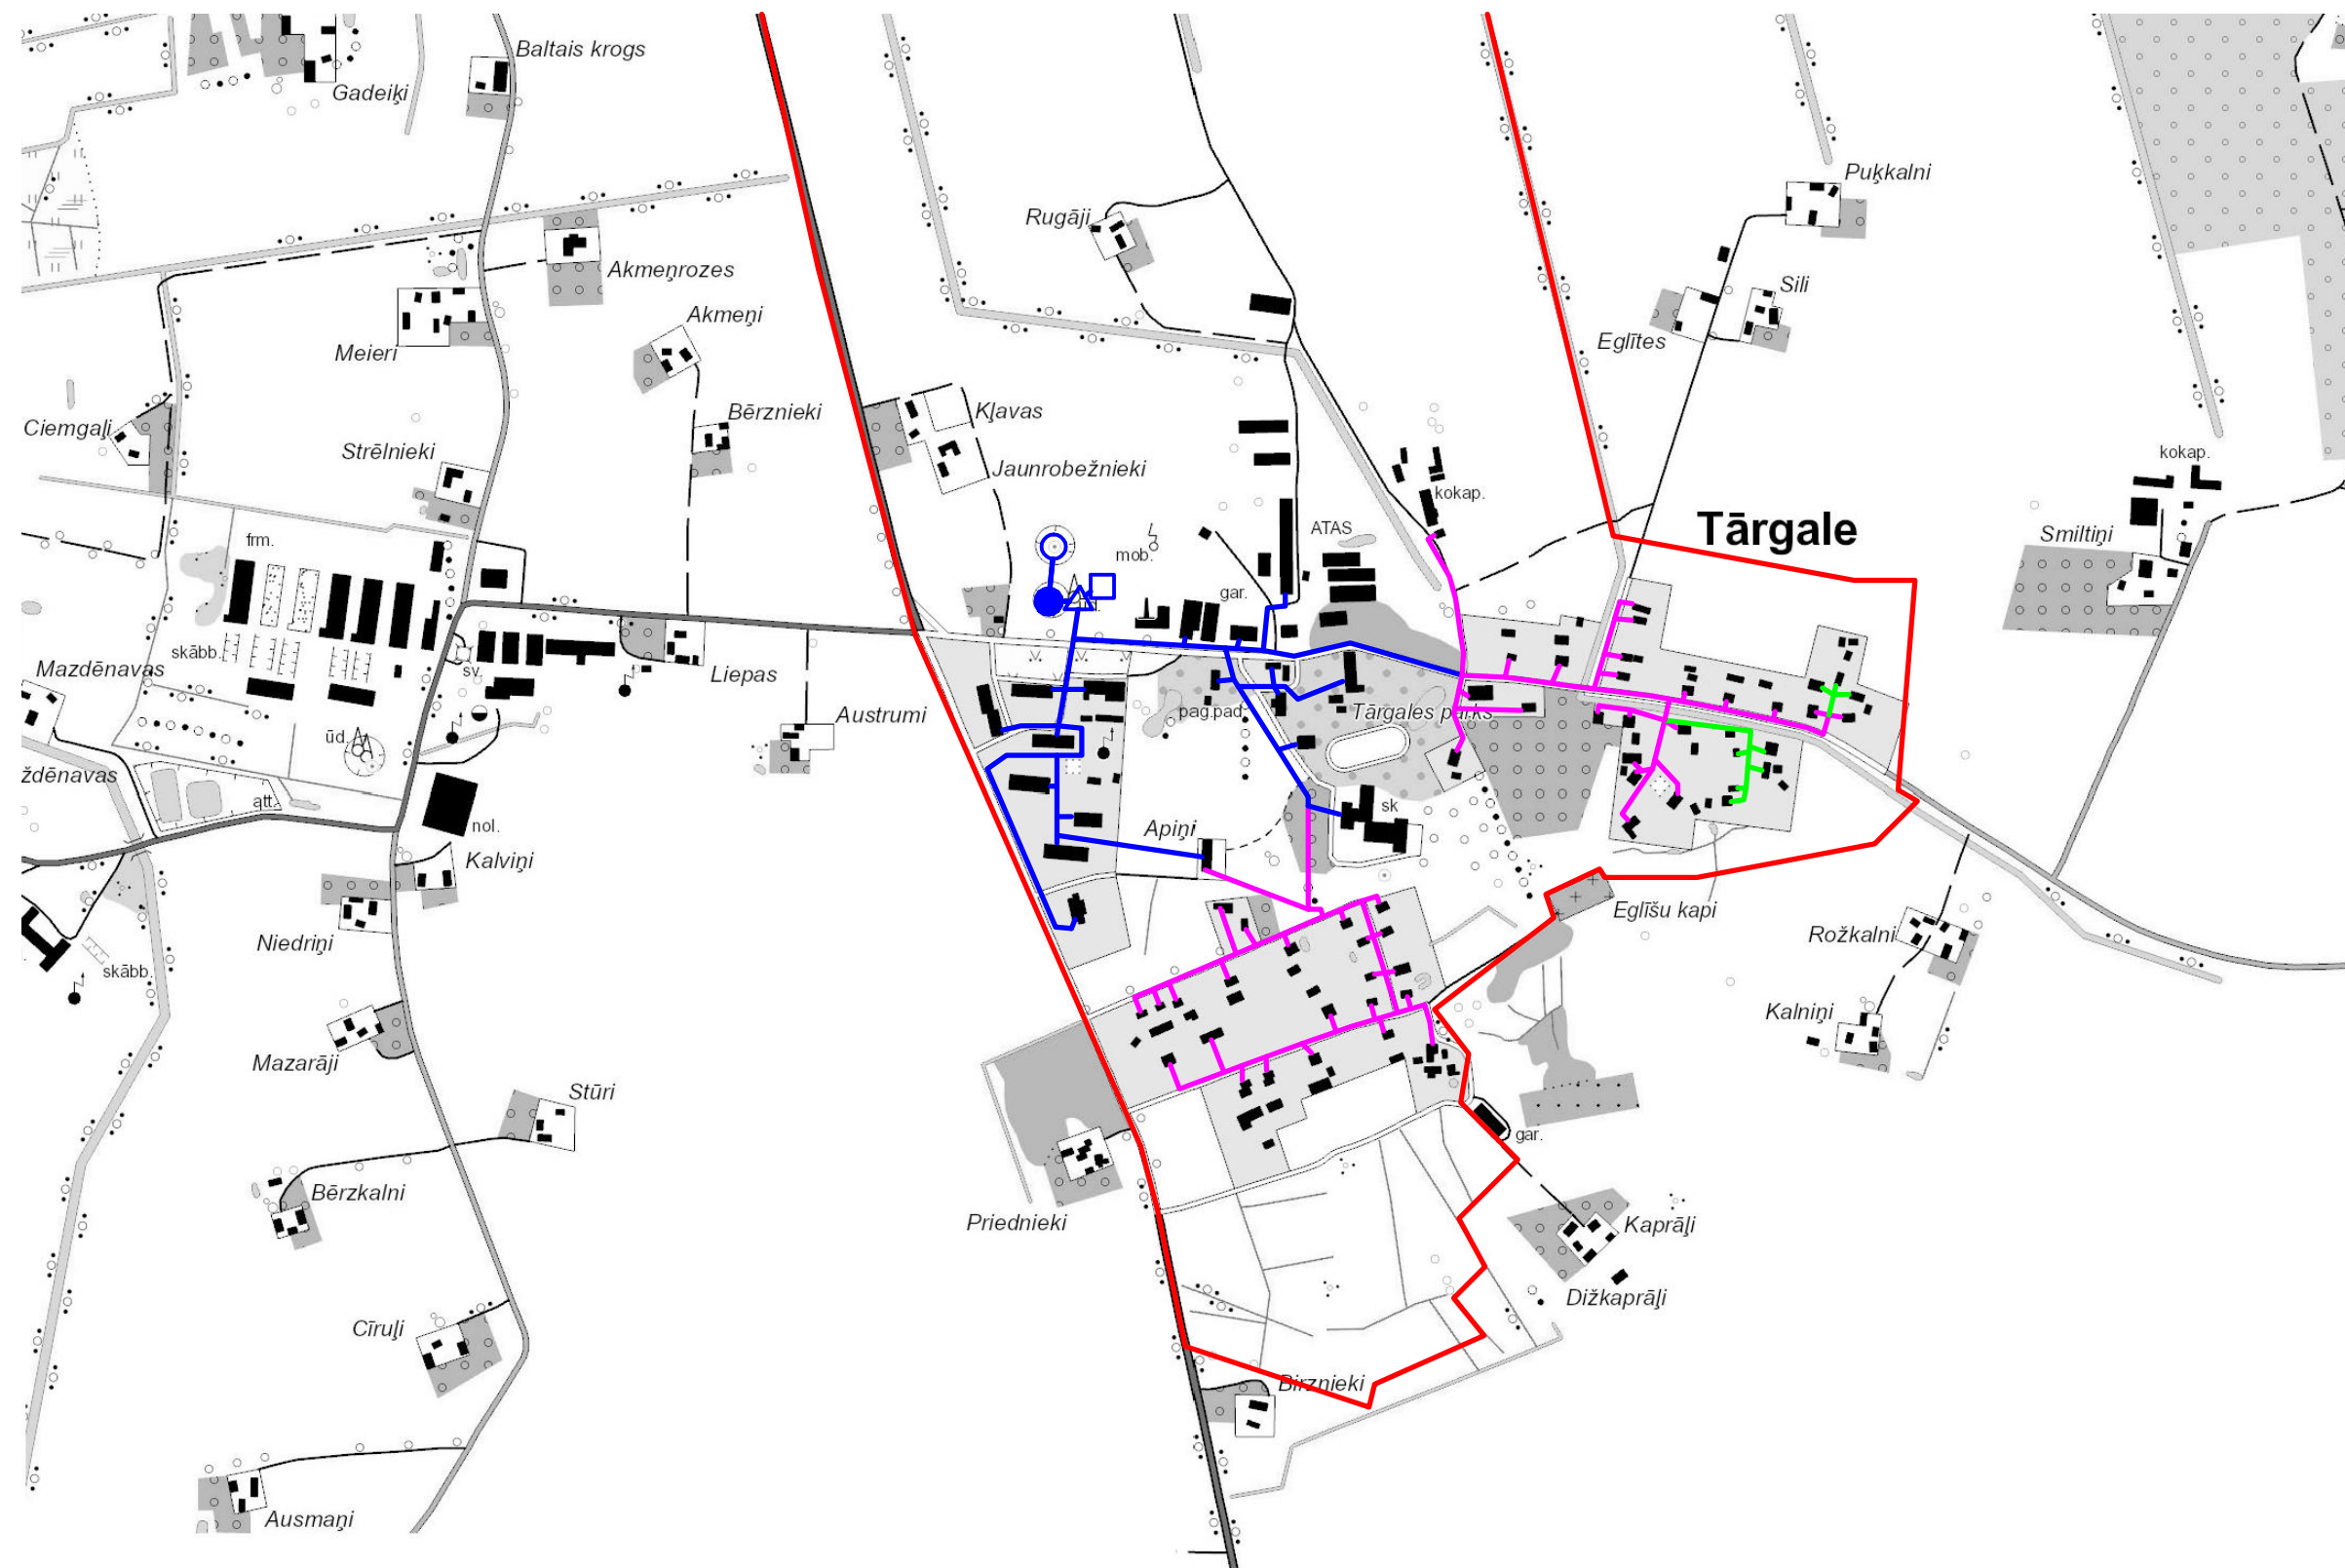 Baltais krogs
Gadeiķi
Puķkalni
Rugāji
Akmeņrozes
Sili
Akmeņi
Eglītes
Meieri
Bērznieki
Kļavas
Ciemgaļi
Strēlnieki
kokap.
Jaunrobežnieki
kokap.
Tārgale
ATAS
Smiltiņi
frm.
mob.
gar.
skābb.
Mazdēnavas
sv.
Liepas
Austrumi
pag.pad.
Tārgales parks
ūd.
ždēnavas
att.
sk
nol.
Apiņi
Kalviņi
Eglīšu kapi
Niedriņi
Rožkalni
skābb.
Kalniņi
Mazarāji
Stūri
gar.
Bērzkalni
Priednieki
Kaprāļi
Dižkaprāļi
Cīruļi
Birznieki
Ausmaņi